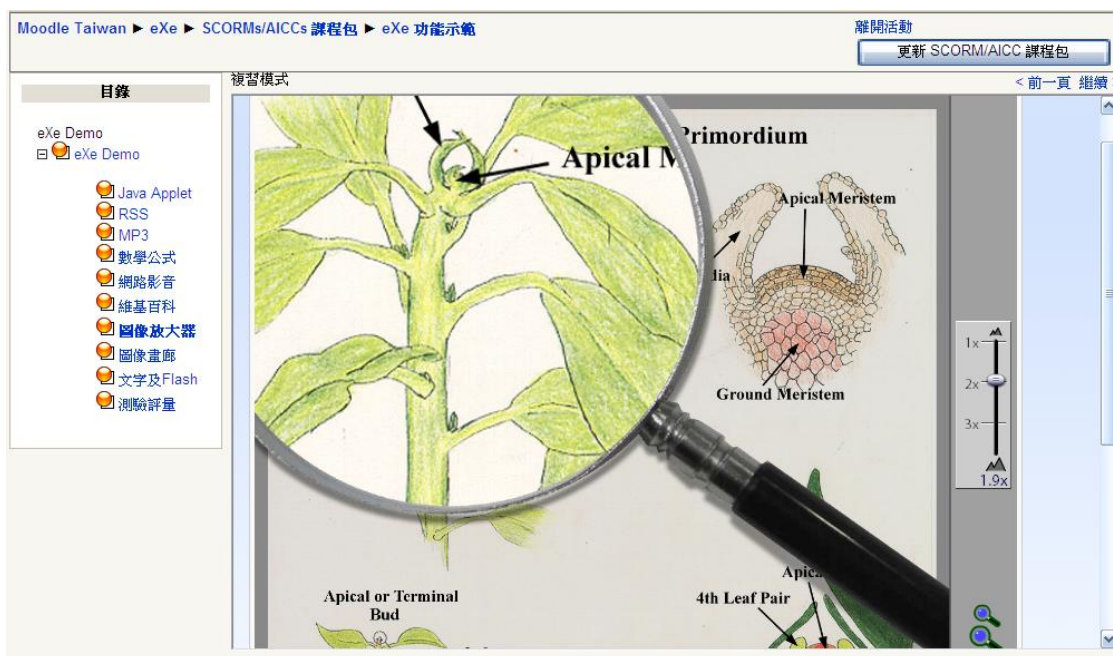 Moodle Taiwan ► eXe ► SCORMs/AICCs 課程包 ► eXe 功能示範
離開活動
更新 SCORM/AICC 課程包
目錄
eXe Demo
eXe Demo
Java Applet
RSS
MP3
數學公式
網路影音
維基百科
圖像放大器
圖像畫廊
文字及Flash
測驗評量
複習模式
< 前一頁 繼續
Primordium
Apical M
Apical Meristem
dia
Ground Meristem
1x
2x
3x
1.9x
Apical or Terminal
Bud
4th Leaf Pair
Apica